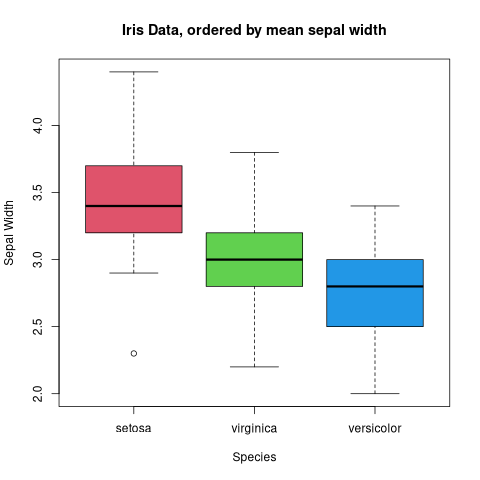 Iris Data, ordered by mean sepal width
Sepal Width
4.0
3.5
3.0
2.5
2.0
setosa virginica versicolor
Species